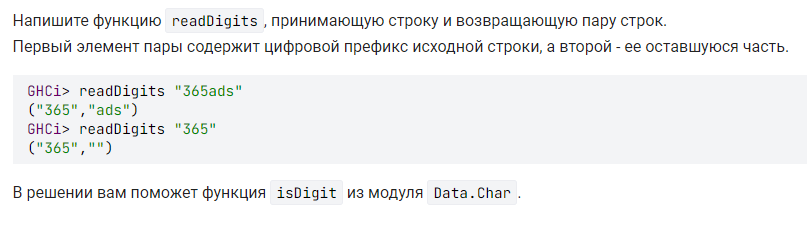 Напишите функцию readDigits, принимающую строку и возвращающую пару строк.
Первый элемент пары содержит цифровой префикс исходной строки, а второй - ее оставшуюся часть.
GHCi> readDigits "365ads"
("365","ads")
GHCi> readDigits "365"
("365","")
В решении вам поможет функция isDigit из модуля Data.Char.